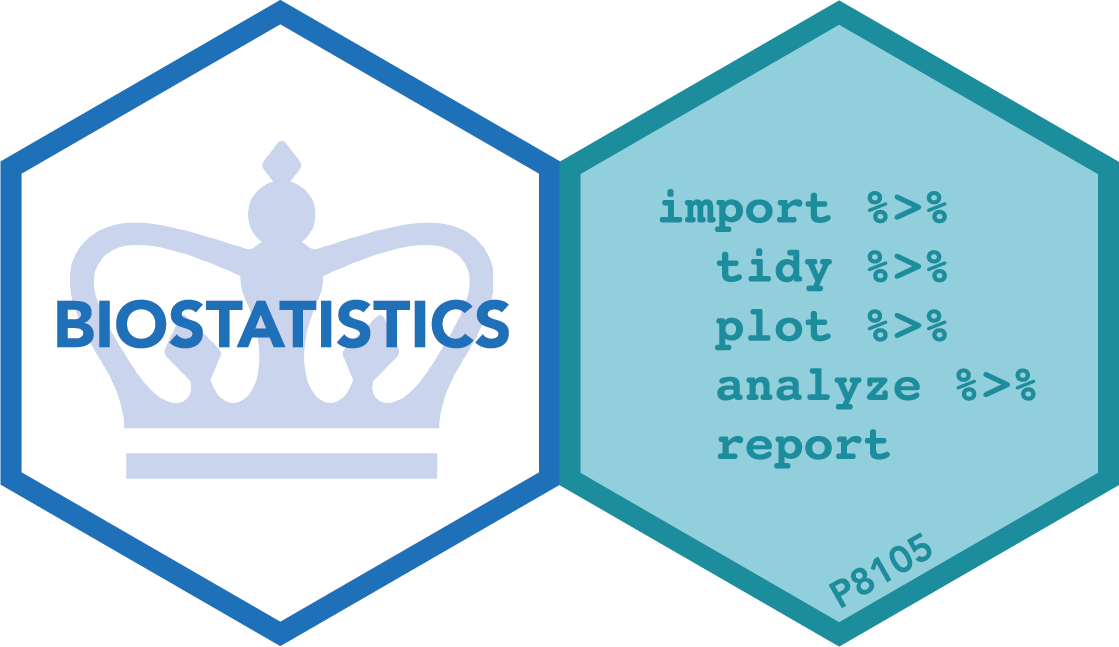 BIOSTATISTICS
import %>%
tidy %>%
plot %>%
analyze %>%
report
P8105